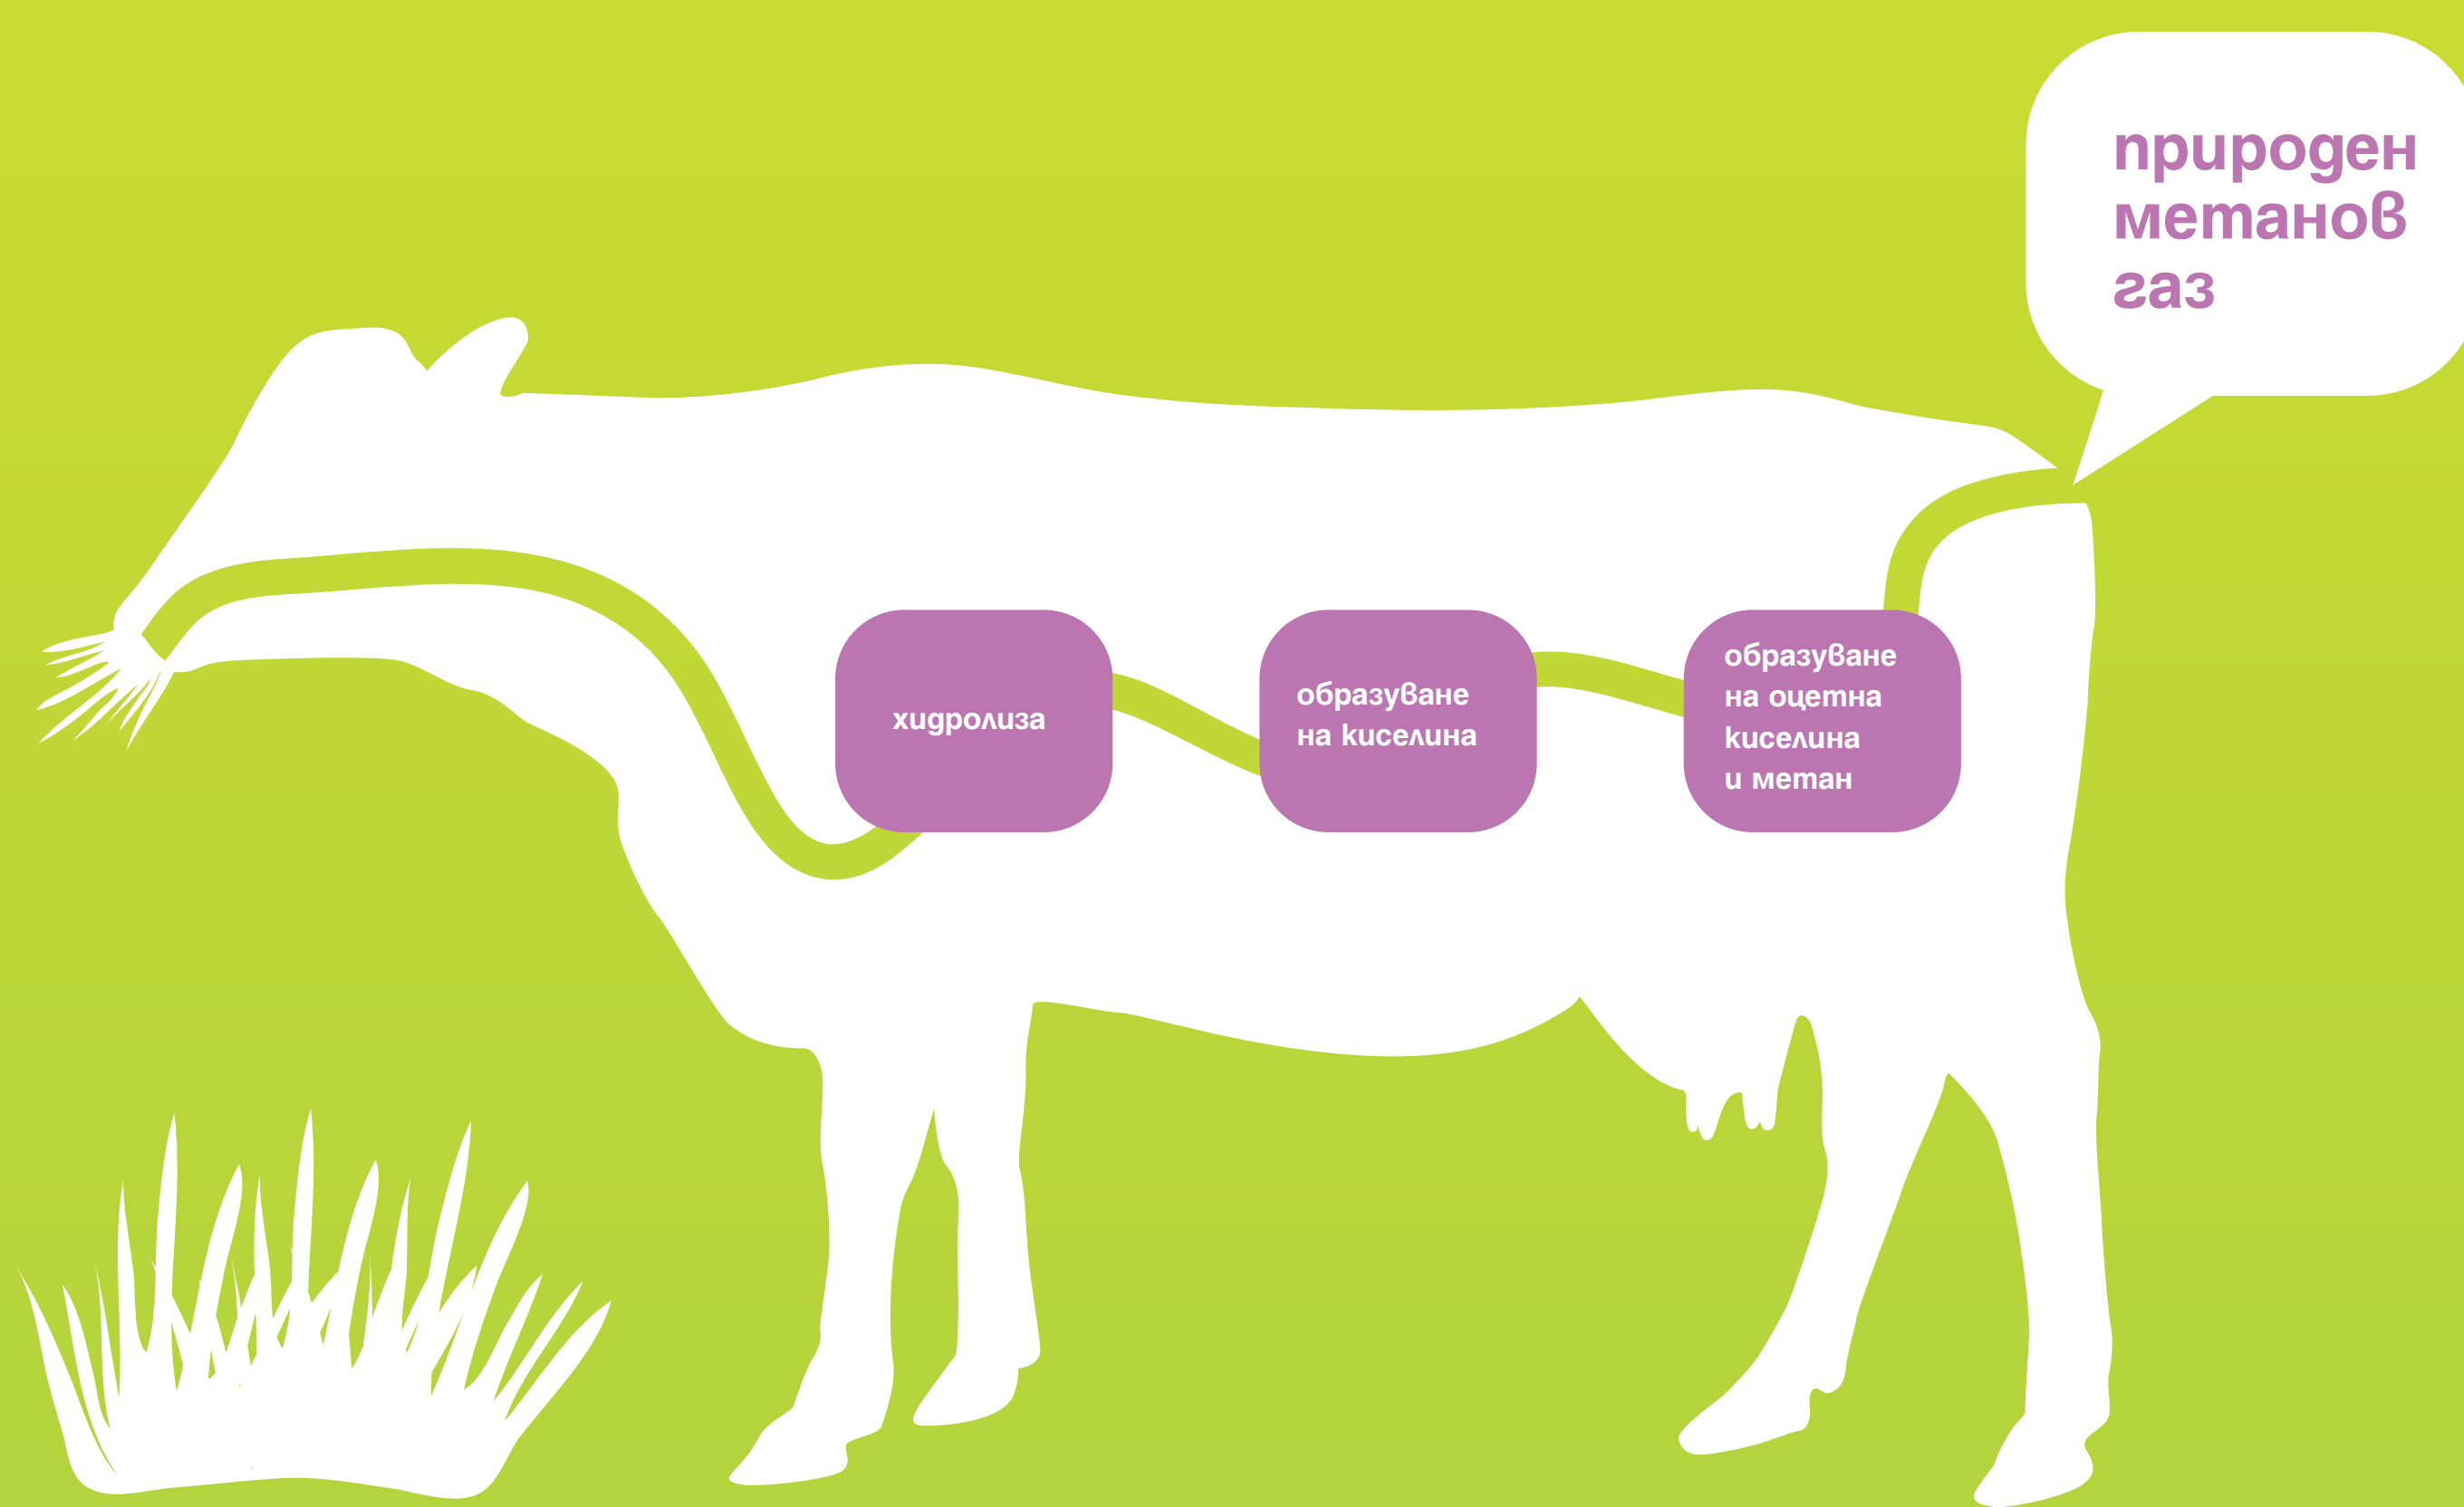 природен
метанов
газ
хидролиза
образуване
на киселина
образуване
на оцетна
киселина
и метан